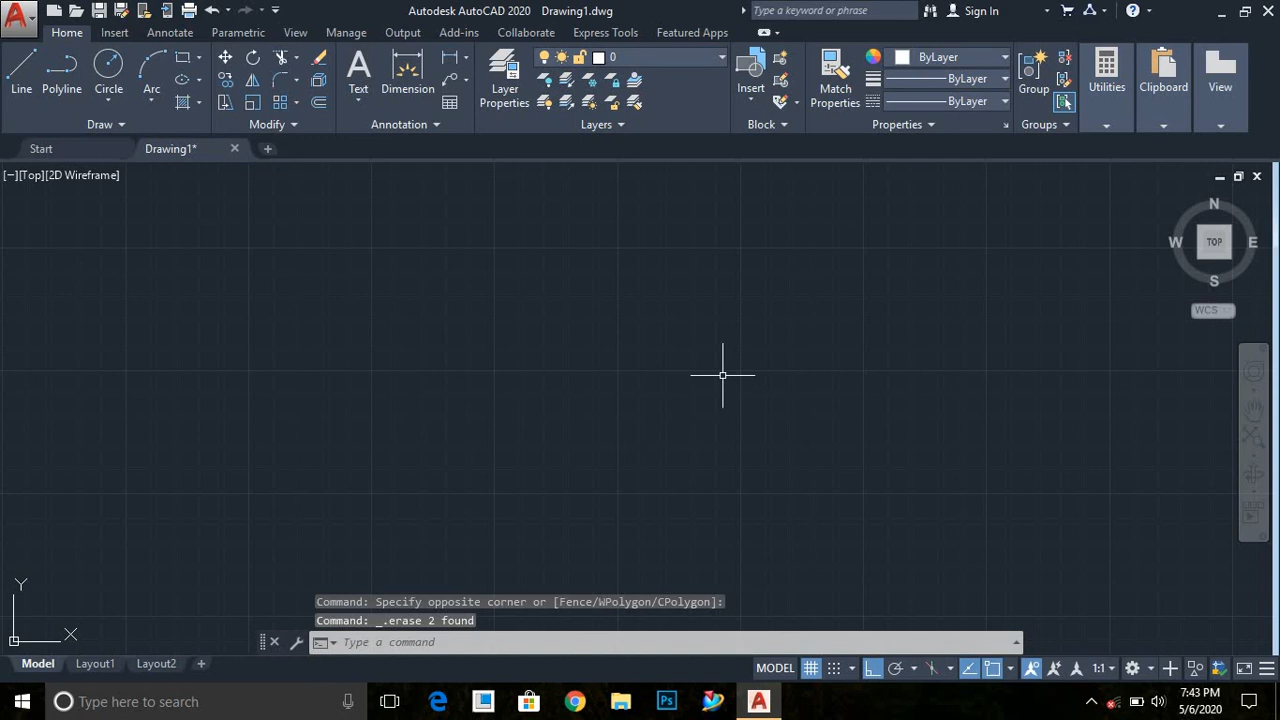 Autodesk AutoCAD 2020 Drawing1.dwg
Type a keyword or phrase
Sign In
Home Insert Annotate Parametric View Manage Output Add-ins Collaborate Express Tools Featured Apps
Line Polyline Circle Arc
Draw
Modify
Text Dimension
Annotation
Layer Properties
0
Layers
Insert
Block
Match Properties
ByLayer
ByLayer
ByLayer
Properties
Group
Groups
Utilities
Clipboard
View
Start Drawing1*
[−][Top][2D Wireframe]
N
W TOP E
S
WCS
Y
X
Command: Specify opposite corner or [Fence/WPolygon/CPolygon]:
Command: _.erase 2 found
Type a command
Model Layout1 Layout2
MODEL 1:1
Type here to search
Ps
7:43 PM
5/6/2020